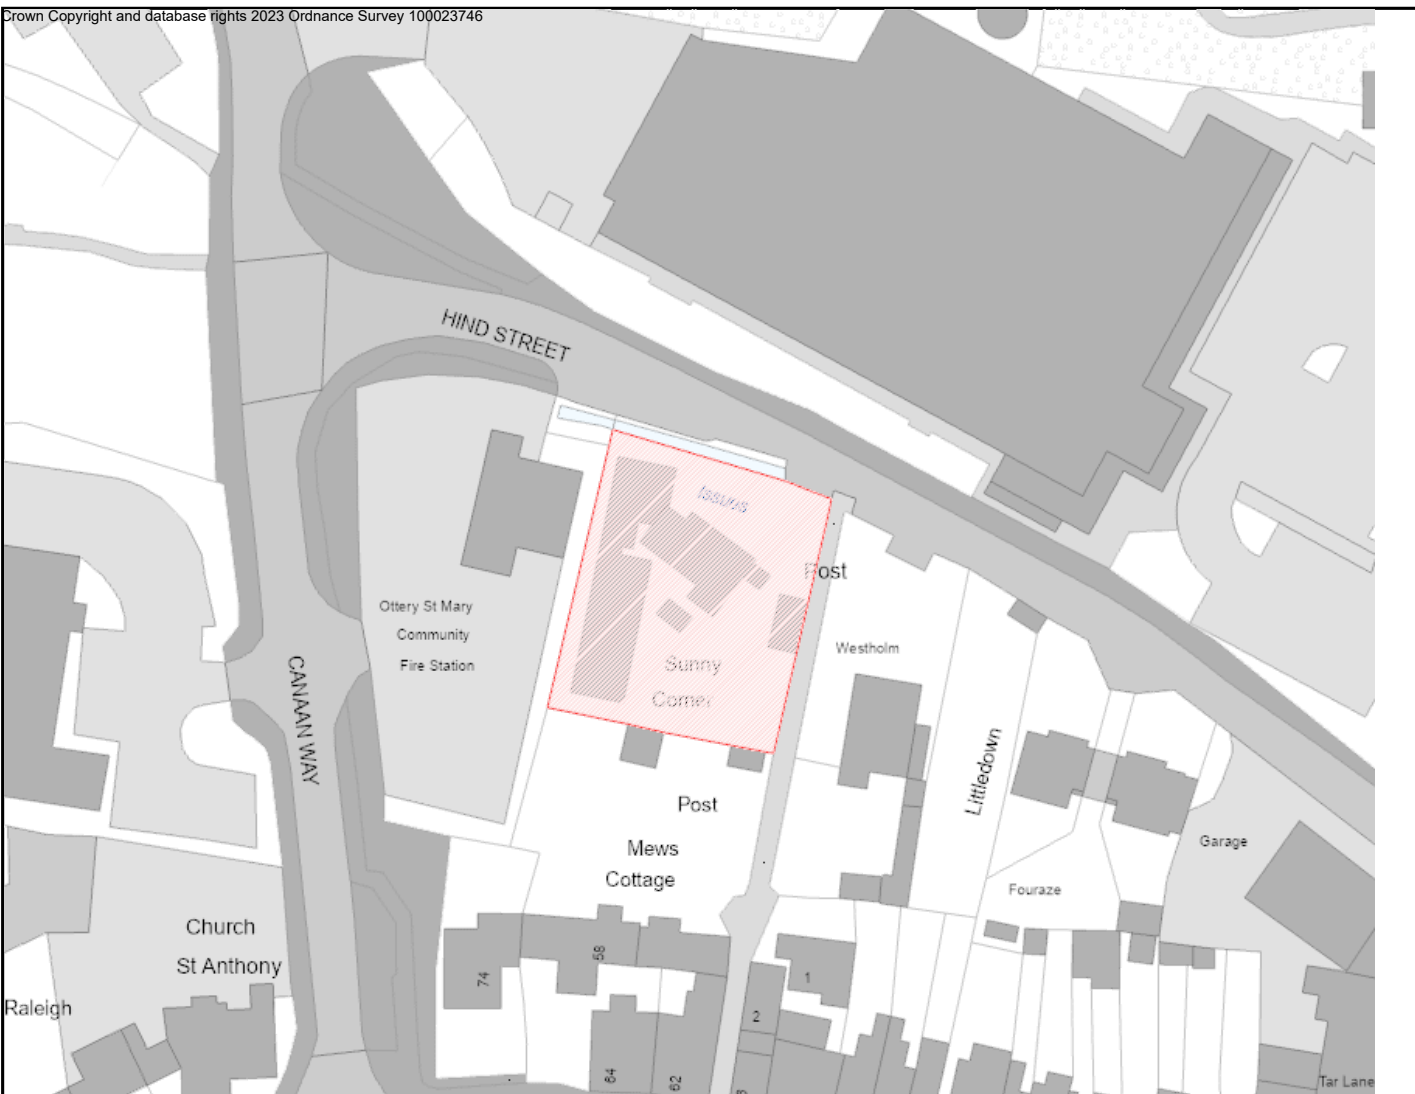 Crown Copyright and database rights 2023 Ordnance Survey 100023746
HIND STREET
Issues
Post
Ottery St Mary
Community
Fire Station
Westholm
Sunny
Corner
CANAAN WAY
Littledown
Post
Garage
Mews
Cottage
Fouraze
Church
St Anthony
58
74
1
Raleigh
2
64
62
Tar Lane